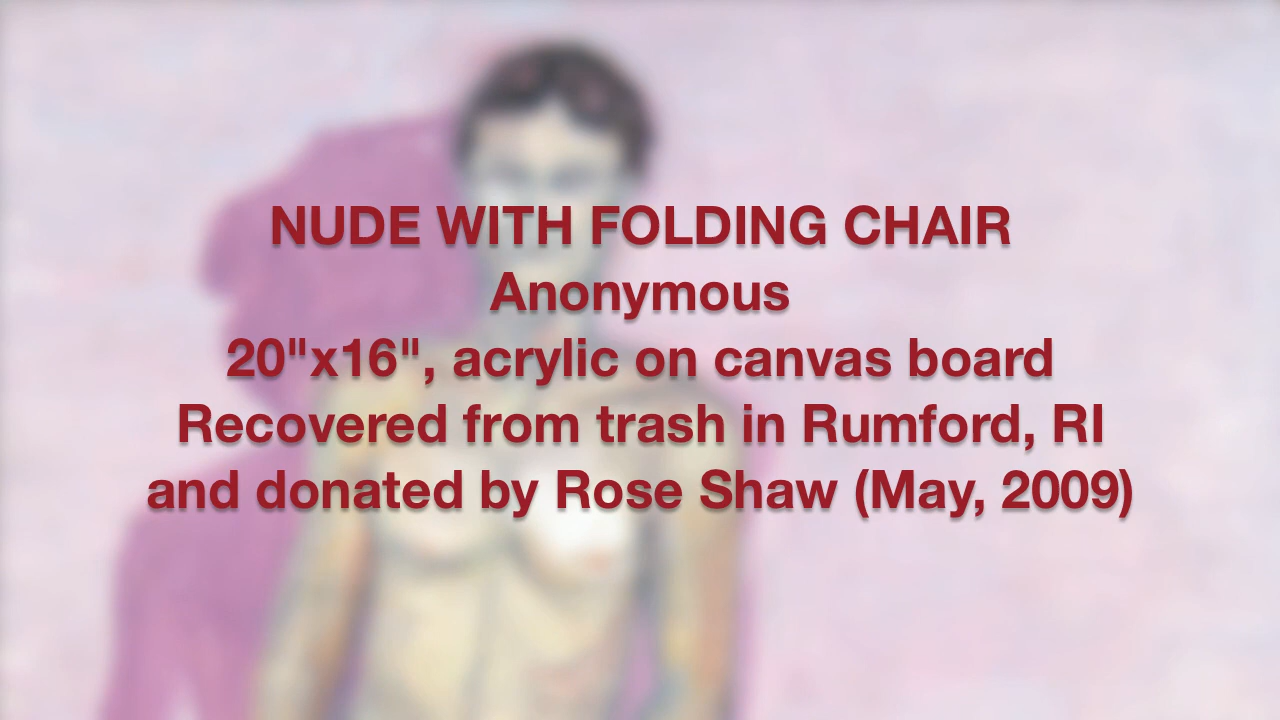 NUDE WITH FOLDING CHAIR
Anonymous
20"x16", acrylic on canvas board
Recovered from trash in Rumford, RI
and donated by Rose Shaw (May, 2009)